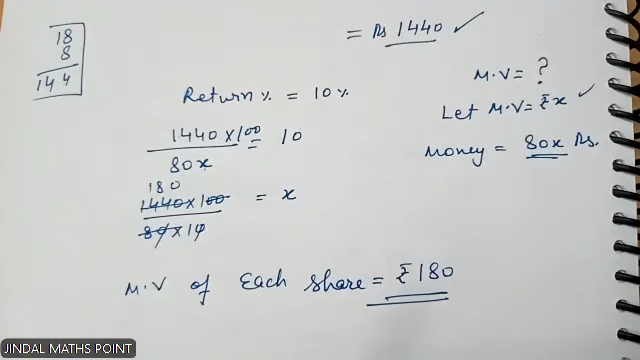 18
8
144
= Rs 1440 ✓
M.V = ?
Let M.V = ₹x ✓
Money = 80x Rs.
Return % = 10%
1440 x 100 = 10
80x
180
1440 x 100 = x
80 x 10
M.V of Each share = ₹180
JINDAL MATHS POINT